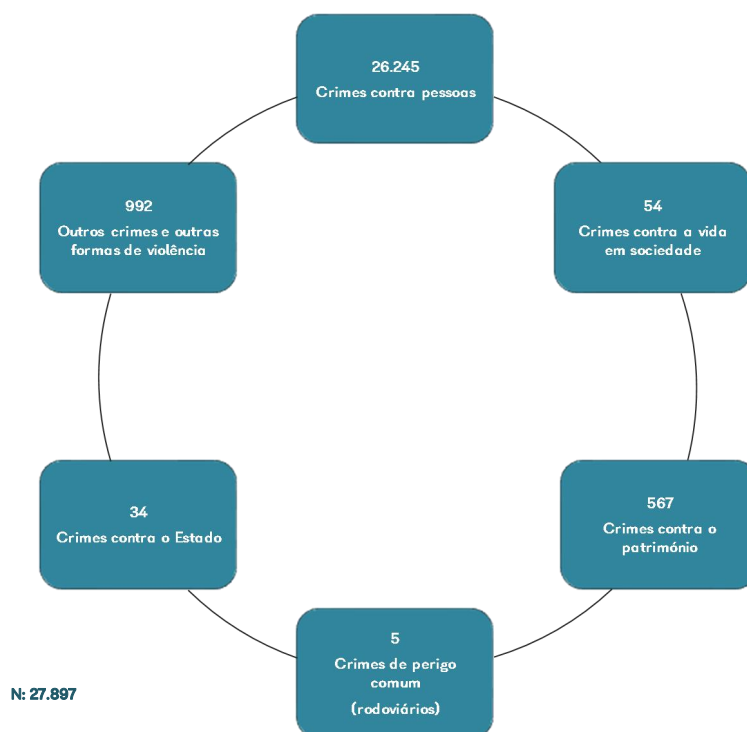 26.245
Crimes contra pessoas
54
Crimes contra a vida
em sociedade
567
Crimes contra o
património
5
Crimes de perigo
comum
(rodoviários)
34
Crimes contra o Estado
992
Outros crimes e outras
formas de violência
N: 27.897